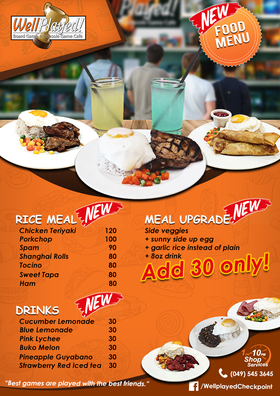 WellPlayed!
Board Game
Game Cafe
NEW
FOOD
MENU
RICE MEAL NEW
Chicken Teriyaki 120
Porkchop 100
Spam 90
Shanghai Rolls 80
Tocino 80
Sweet Tapa 80
Ham 80
MEAL UPGRADE NEW
Side veggies
+ sunny side up egg
+ garlic rice instead of plain
+ 8oz drink
Add 30 only!
DRINKS NEW
Cucumber Lemonade 30
Blue Lemonade 30
Pink Lychee 30
Buko Melon 30
Pineapple Guyabano 30
Strawberry Red Iced tea 30
Shop
Services
(049) 545 3645
"Best games are played with the best friends."
/WellplayedCheckpoint